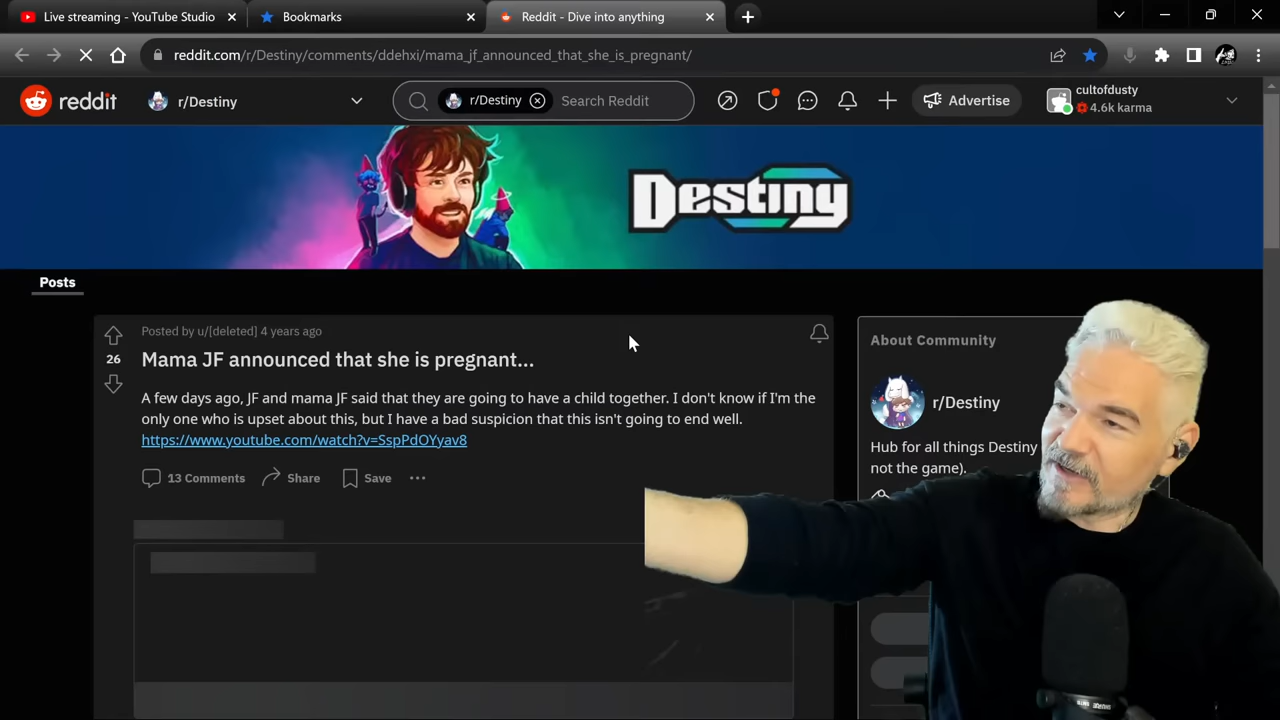 Live streaming - YouTube Studio
Bookmarks
Reddit - Dive into anything
reddit.com/r/Destiny/comments/ddehxi/mama_jf_announced_that_she_is_pregnant/
reddit
r/Destiny
r/Destiny
Search Reddit
Advertise
cultofdusty
4.6k karma
Destiny
Posts
Posted by u/[deleted] 4 years ago
26
Mama JF announced that she is pregnant...
A few days ago, JF and mama JF said that they are going to have a child together. I don't know if I'm the
only one who is upset about this, but I have a bad suspicion that this isn't going to end well.
https://www.youtube.com/watch?v=SspPdOYyav8
13 Comments
Share
Save
About Community
r/Destiny
Hub for all things Destiny
not the game).